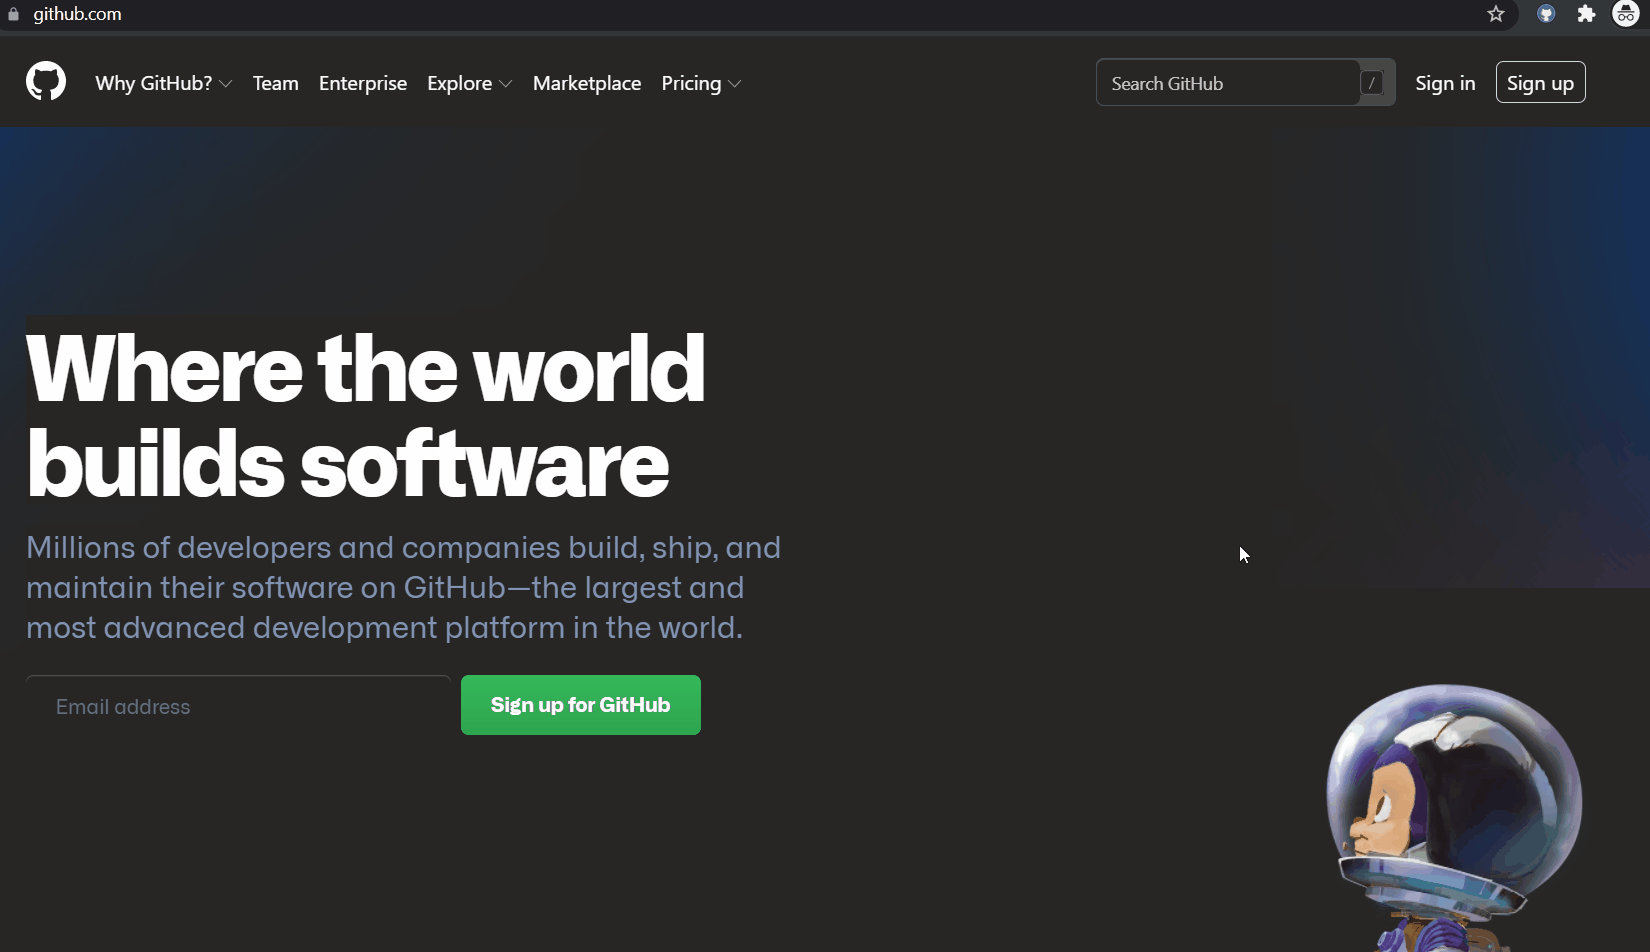 github.com
Why GitHub? Team Enterprise Explore Marketplace Pricing Search GitHub / Sign in Sign up
Where the world
builds software
Millions of developers and companies build, ship, and
maintain their software on GitHub—the largest and
most advanced development platform in the world.
Email address Sign up for GitHub